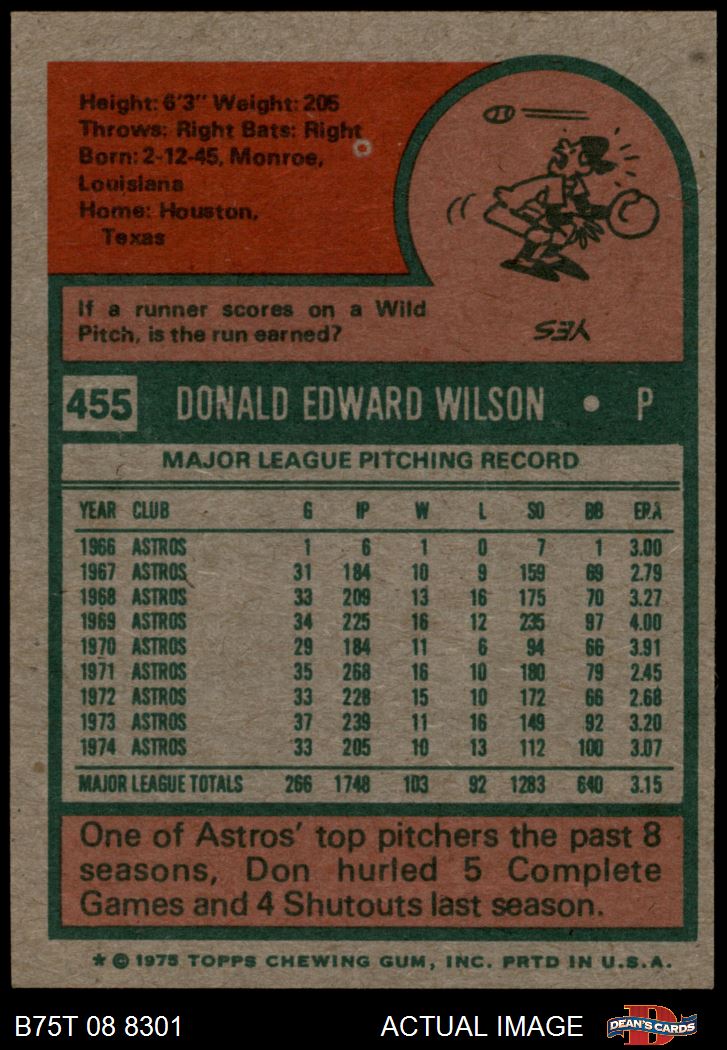 Height: 6'3" Weight: 205
Throws: Right Bats: Right
Born: 2-12-45, Monroe,
Louisiana
Home: Houston,
Texas
If a runner scores on a Wild
Pitch, is the run earned?
YES
455 DONALD EDWARD WILSON • P
MAJOR LEAGUE PITCHING RECORD
YEAR CLUB G IP W L SO BB ERA
1966 ASTROS 1 6 1 0 7 1 3.00
1967 ASTROS 31 184 10 9 159 69 2.79
1968 ASTROS 33 209 13 16 175 70 3.27
1969 ASTROS 34 225 16 12 235 97 4.00
1970 ASTROS 29 184 11 6 94 66 3.91
1971 ASTROS 35 268 16 10 180 79 2.45
1972 ASTROS 33 228 15 10 172 66 2.68
1973 ASTROS 37 239 11 16 149 92 3.20
1974 ASTROS 33 205 10 13 112 100 3.07
MAJOR LEAGUE TOTALS 266 1748 103 92 1283 640 3.15
One of Astros' top pitchers the past 8
seasons, Don hurled 5 Complete
Games and 4 Shutouts last season.
* © 1975 TOPPS CHEWING GUM, INC. PRTD IN U.S.A.
B75T 08 8301 ACTUAL IMAGE DEAN'S CARDS